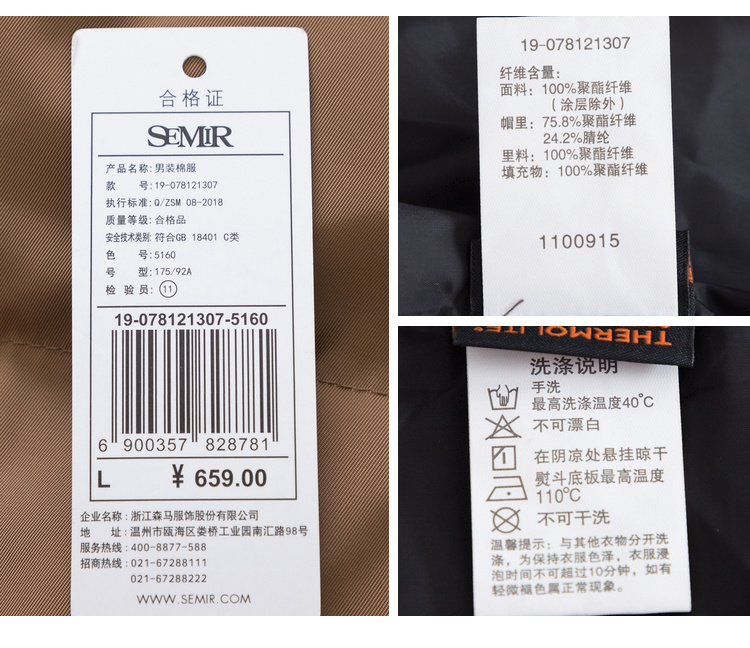 合格证
SEMIR
产品名称:男装棉服
款 号:19-078121307
执行标准:Q/ZSM 08-2018
质量等级:合格品
安全技术类别:符合GB 18401 C类
色 号:5160
号 型:175/92A
检 验 员: 11
19-078121307-5160
6 900357 828781
L ¥ 659.00
企业名称:浙江森马服饰股份有限公司
地 址:温州市瓯海区娄桥工业园南汇路98号
服务热线:400-8877-588
招商热线:021-67288111
021-67288222
WWW.SEMIR.COM
19-078121307
纤维含量:
面料: 100%聚酯纤维
(涂层除外)
帽里: 75.8%聚酯纤维
24.2%腈纶
里料: 100%聚酯纤维
填充物: 100%聚酯纤维
1100915
THERMOLITE
洗涤说明
手洗
最高洗涤温度40℃
不可漂白
在阴凉处悬挂晾干
熨斗底板最高温度
110℃
不可干洗
温馨提示: 与其他衣物分开洗
涤, 为保持衣服色泽, 衣服浸
泡时间不可超过10分钟, 如有
轻微褪色属正常现象。